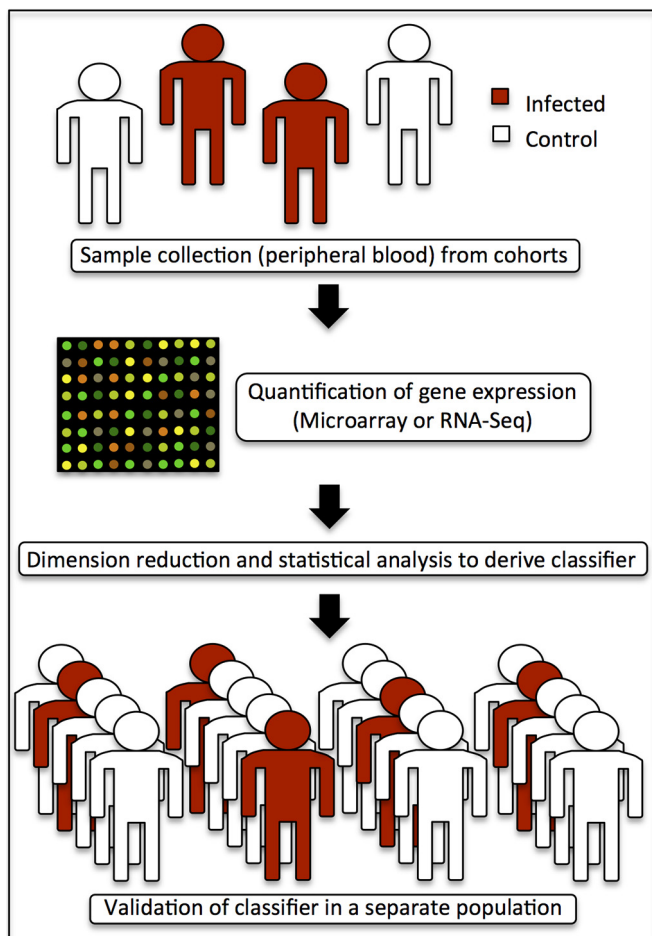 Infected
Control
Sample collection (peripheral blood) from cohorts
Quantification of gene expression
(Microarray or RNA-Seq)
Dimension reduction and statistical analysis to derive classifier
Validation of classifier in a separate population